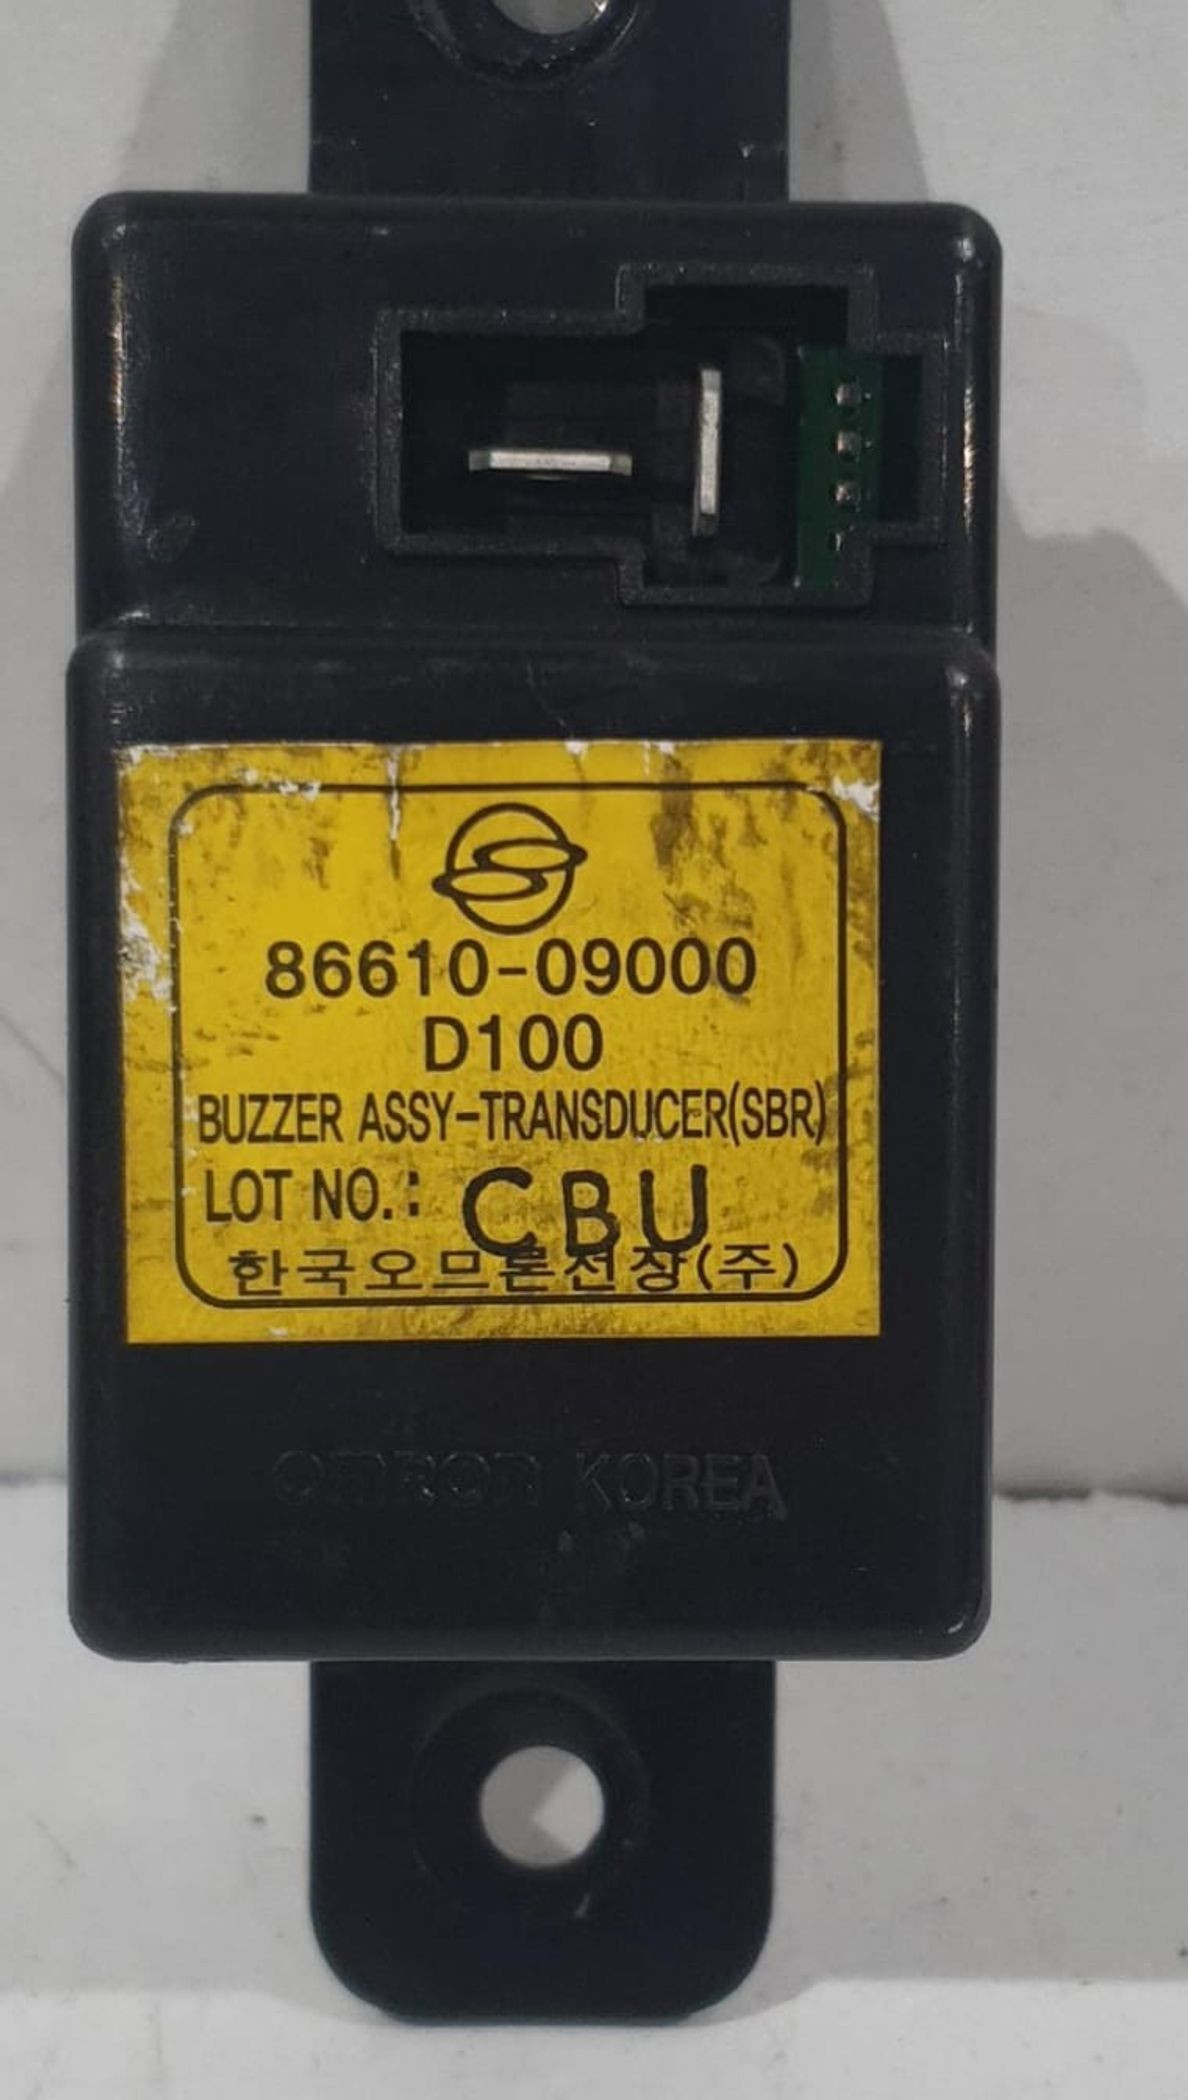 86610-09000
D100
BUZZER ASSY-TRANSDUCER(SBR)
LOT NO.: CBU
한국오므론전장(주)
OMRON KOREA